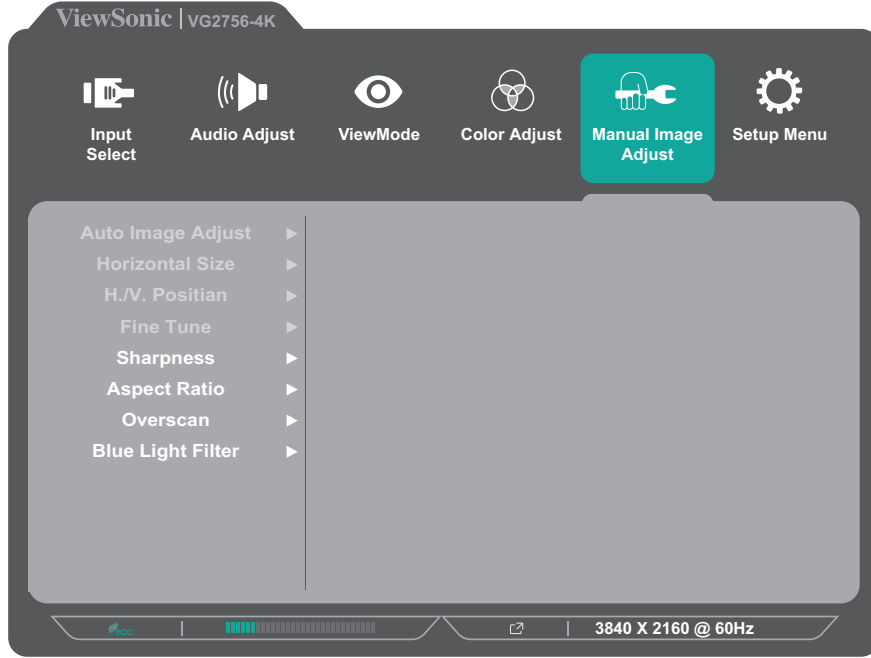 ViewSonic | VG2756-4K
Input Select
Audio Adjust
ViewMode
Color Adjust
Manual Image Adjust
Setup Menu
Auto Image Adjust
Horizontal Size
H./V. Positian
Fine Tune
Sharpness
Aspect Ratio
Overscan
Blue Light Filter
eco
3840 X 2160 @ 60Hz